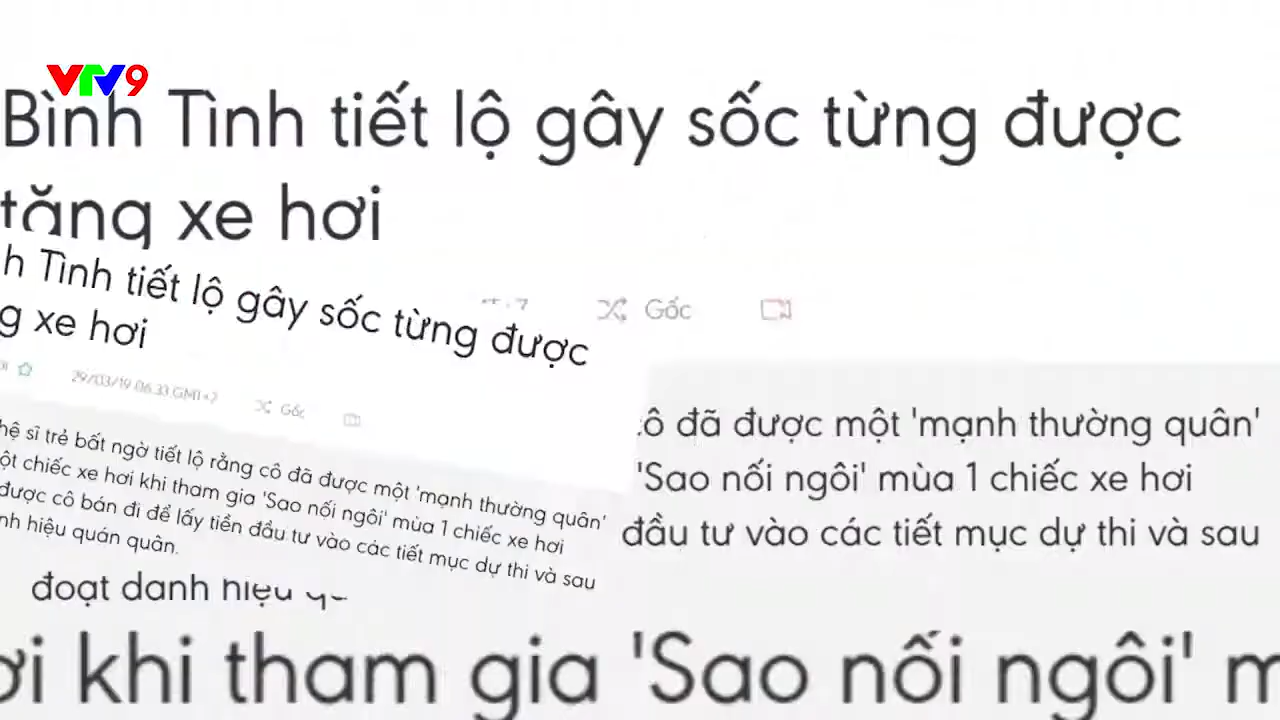 VTV9
Bình Tình tiết lộ gây sốc từng được
tặng xe hơi
h Tình tiết lộ gây sốc từng được
g xe hơi
29/03/19 06:33 GMT+7
Gốc
Gốc
hệ sĩ trẻ bất ngờ tiết lộ rằng cô đã được một 'mạnh thường quân'
ột chiếc xe hơi khi tham gia 'Sao nối ngôi' mùa 1 chiếc xe hơi
được cô bán đi để lấy tiền đầu tư vào các tiết mục dự thi và sau
nh hiệu quán quân.
cô đã được một 'mạnh thường quân'
'Sao nối ngôi' mùa 1 chiếc xe hơi
đầu tư vào các tiết mục dự thi và sau
đoạt danh hiệu
ơi khi tham gia 'Sao nối ngôi' m